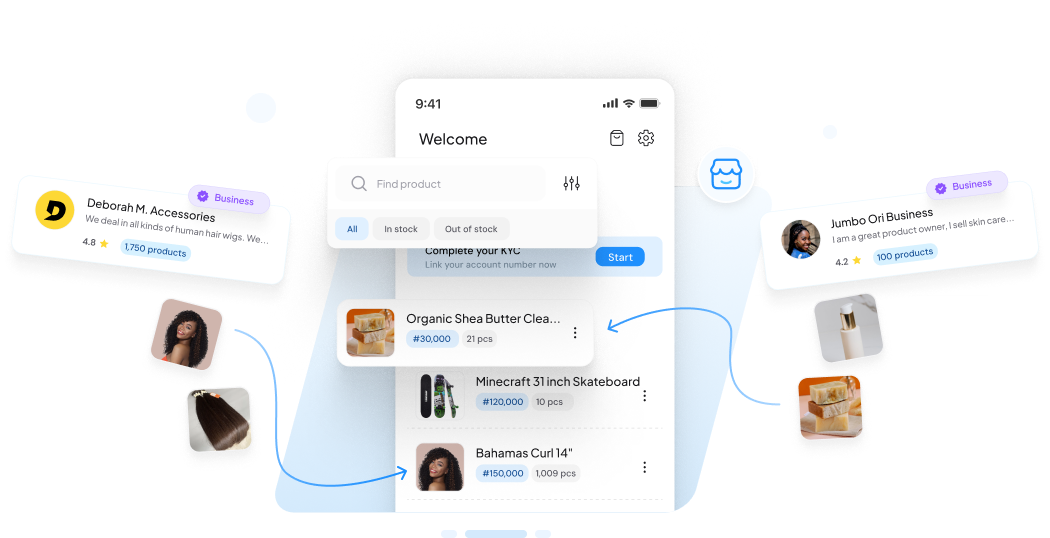 9:41
Welcome
Find product
All
In stock
Out of stock
Complete your KYC
Link your account number now
Start
Business
Deborah M. Accessories
We deal in all kinds of human hair wigs. We...
4.8
1,750 products
Business
Jumbo Ori Business
I am a great product owner, I sell skin care...
4.2
100 products
Organic Shea Butter Clea...
#30,000
21 pcs
Minecraft 31 inch Skateboard
#120,000
10 pcs
Bahamas Curl 14"
#150,000
1,009 pcs